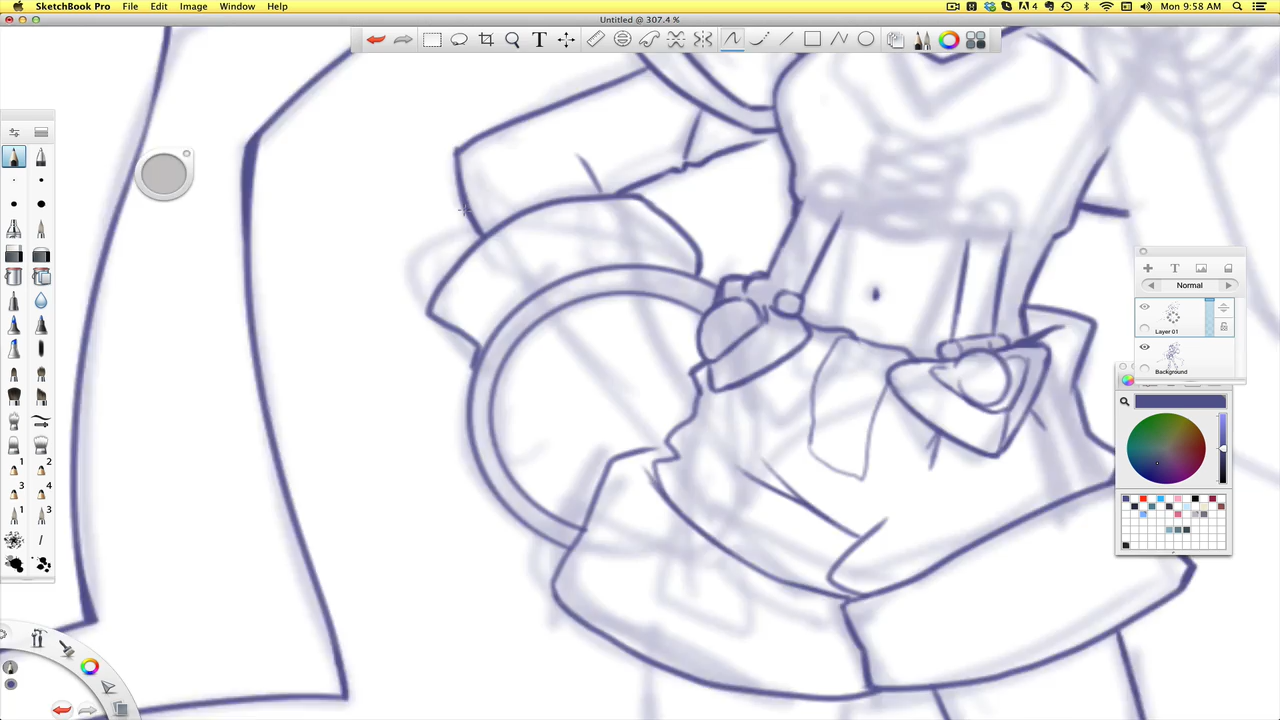 SketchBook Pro File Edit Image Window Help
4
Mon 9:58 AM
Untitled @ 307.4 %
T
T
Normal
Layer 01
Background
1 2
3 4
1 3